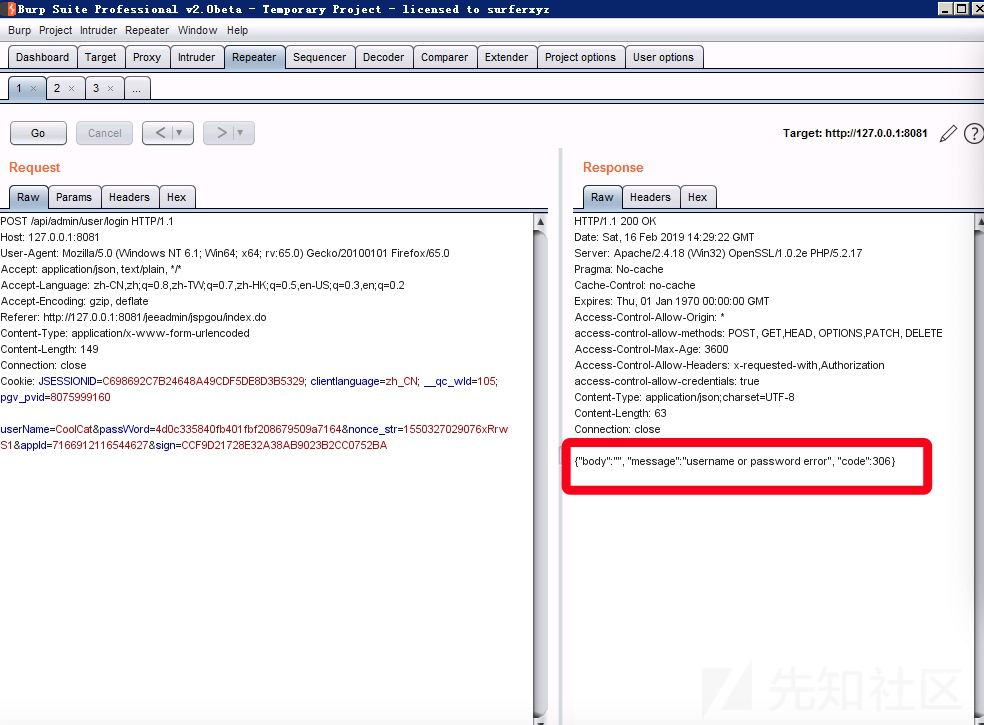 Burp Suite Professional v2.0beta - Temporary Project - licensed to surferxyz
Burp Project Intruder Repeater Window Help
Dashboard Target Proxy Intruder Repeater Sequencer Decoder Comparer Extender Project options User options
1 × 2 × 3 × ...
Go Cancel < ▼ > ▼ Target: http://127.0.0.1:8081 ?
Request
Raw Params Headers Hex
POST /api/admin/user/login HTTP/1.1
Host: 127.0.0.1:8081
User-Agent: Mozilla/5.0 (Windows NT 6.1; Win64; x64; rv:65.0) Gecko/20100101 Firefox/65.0
Accept: application/json, text/plain, */*
Accept-Language: zh-CN,zh;q=0.8,zh-TW;q=0.7,zh-HK;q=0.5,en-US;q=0.3,en;q=0.2
Accept-Encoding: gzip, deflate
Referer: http://127.0.0.1:8081/jeeadmin/jspgou/index.do
Content-Type: application/x-www-form-urlencoded
Content-Length: 149
Connection: close
Cookie: JSESSIONID=C698692C7B24648A49CDF5DE8D3B5329; clientlanguage=zh_CN; __qc_wId=105;
pgv_pvid=8075999160
userName=CoolCat&passWord=4d0c335840fb401fbf208679509a7164&nonce_str=1550327029076xRrw
S1&appId=7166912116544627&sign=CCF9D21728E32A38AB9023B2CC0752BA
Response
Raw Headers Hex
HTTP/1.1 200 OK
Date: Sat, 16 Feb 2019 14:29:22 GMT
Server: Apache/2.4.18 (Win32) OpenSSL/1.0.2e PHP/5.2.17
Pragma: No-cache
Cache-Control: no-cache
Expires: Thu, 01 Jan 1970 00:00:00 GMT
Access-Control-Allow-Origin: *
access-control-allow-methods: POST, GET,HEAD, OPTIONS,PATCH, DELETE
Access-Control-Max-Age: 3600
Access-Control-Allow-Headers: x-requested-with,Authorization
access-control-allow-credentials: true
Content-Type: application/json;charset=UTF-8
Content-Length: 63
Connection: close
{"body":"", "message":"username or password error", "code":306}
先知社区